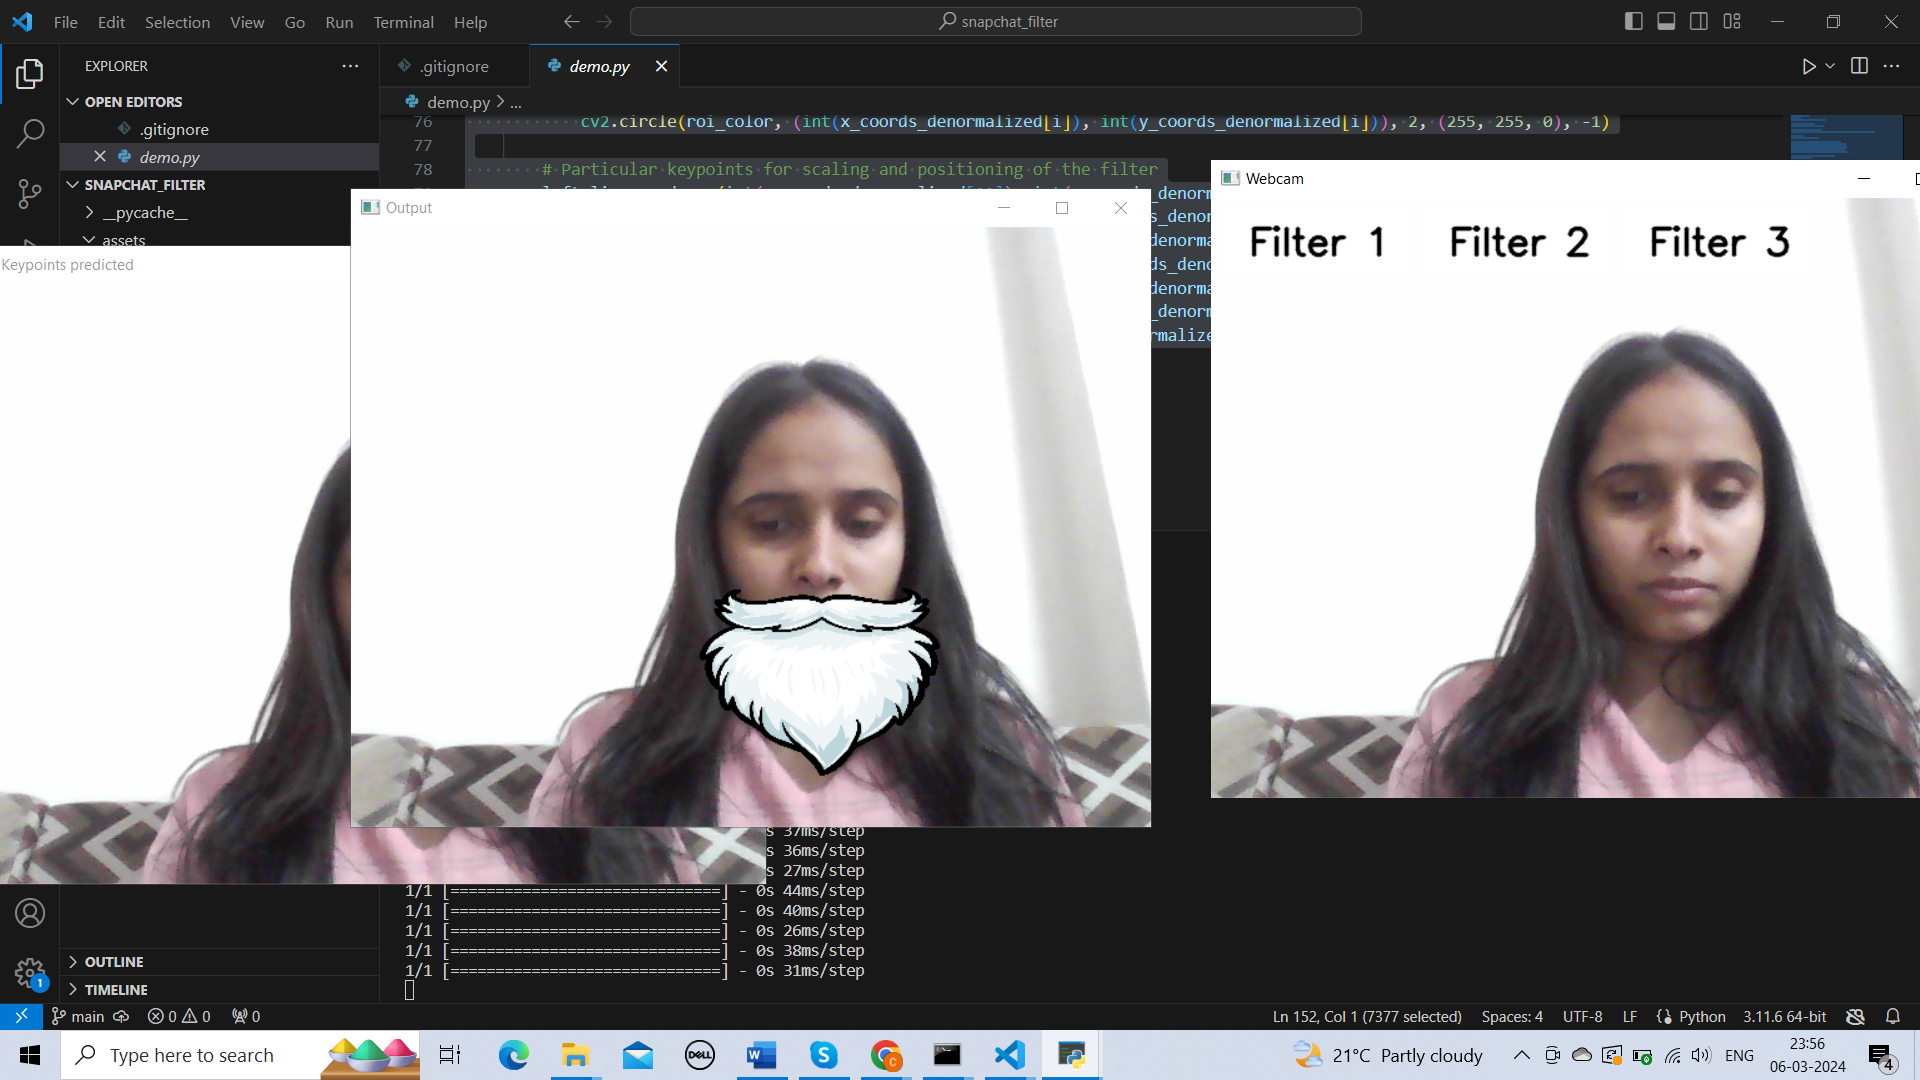 File Edit Selection View Go Run Terminal Help
snapchat_filter
EXPLORER
.gitignore
demo.py
OPEN EDITORS
.gitignore
demo.py
SNAPCHAT_FILTER
__pycache__
assets
demo.py > ...
76 cv2.circle(roi_color, (int(x_coords_denormalized[i]), int(y_coords_denormalized[i])), 2, (255, 255, 0), -1)
77
78 # Particular keypoints for scaling and positioning of the filter
Keypoints predicted
Output
Webcam
Filter 1 Filter 2 Filter 3
s 37ms/step
s 36ms/step
s 27ms/step
1/1 [==============================] - 0s 44ms/step
1/1 [==============================] - 0s 40ms/step
1/1 [==============================] - 0s 26ms/step
1/1 [==============================] - 0s 38ms/step
1/1 [==============================] - 0s 31ms/step
OUTLINE
TIMELINE
1
main 0 0 0
Ln 152, Col 1 (7377 selected) Spaces: 4 UTF-8 LF Python 3.11.6 64-bit
Type here to search
DELL
21°C Partly cloudy
ENG
23:56
06-03-2024
4